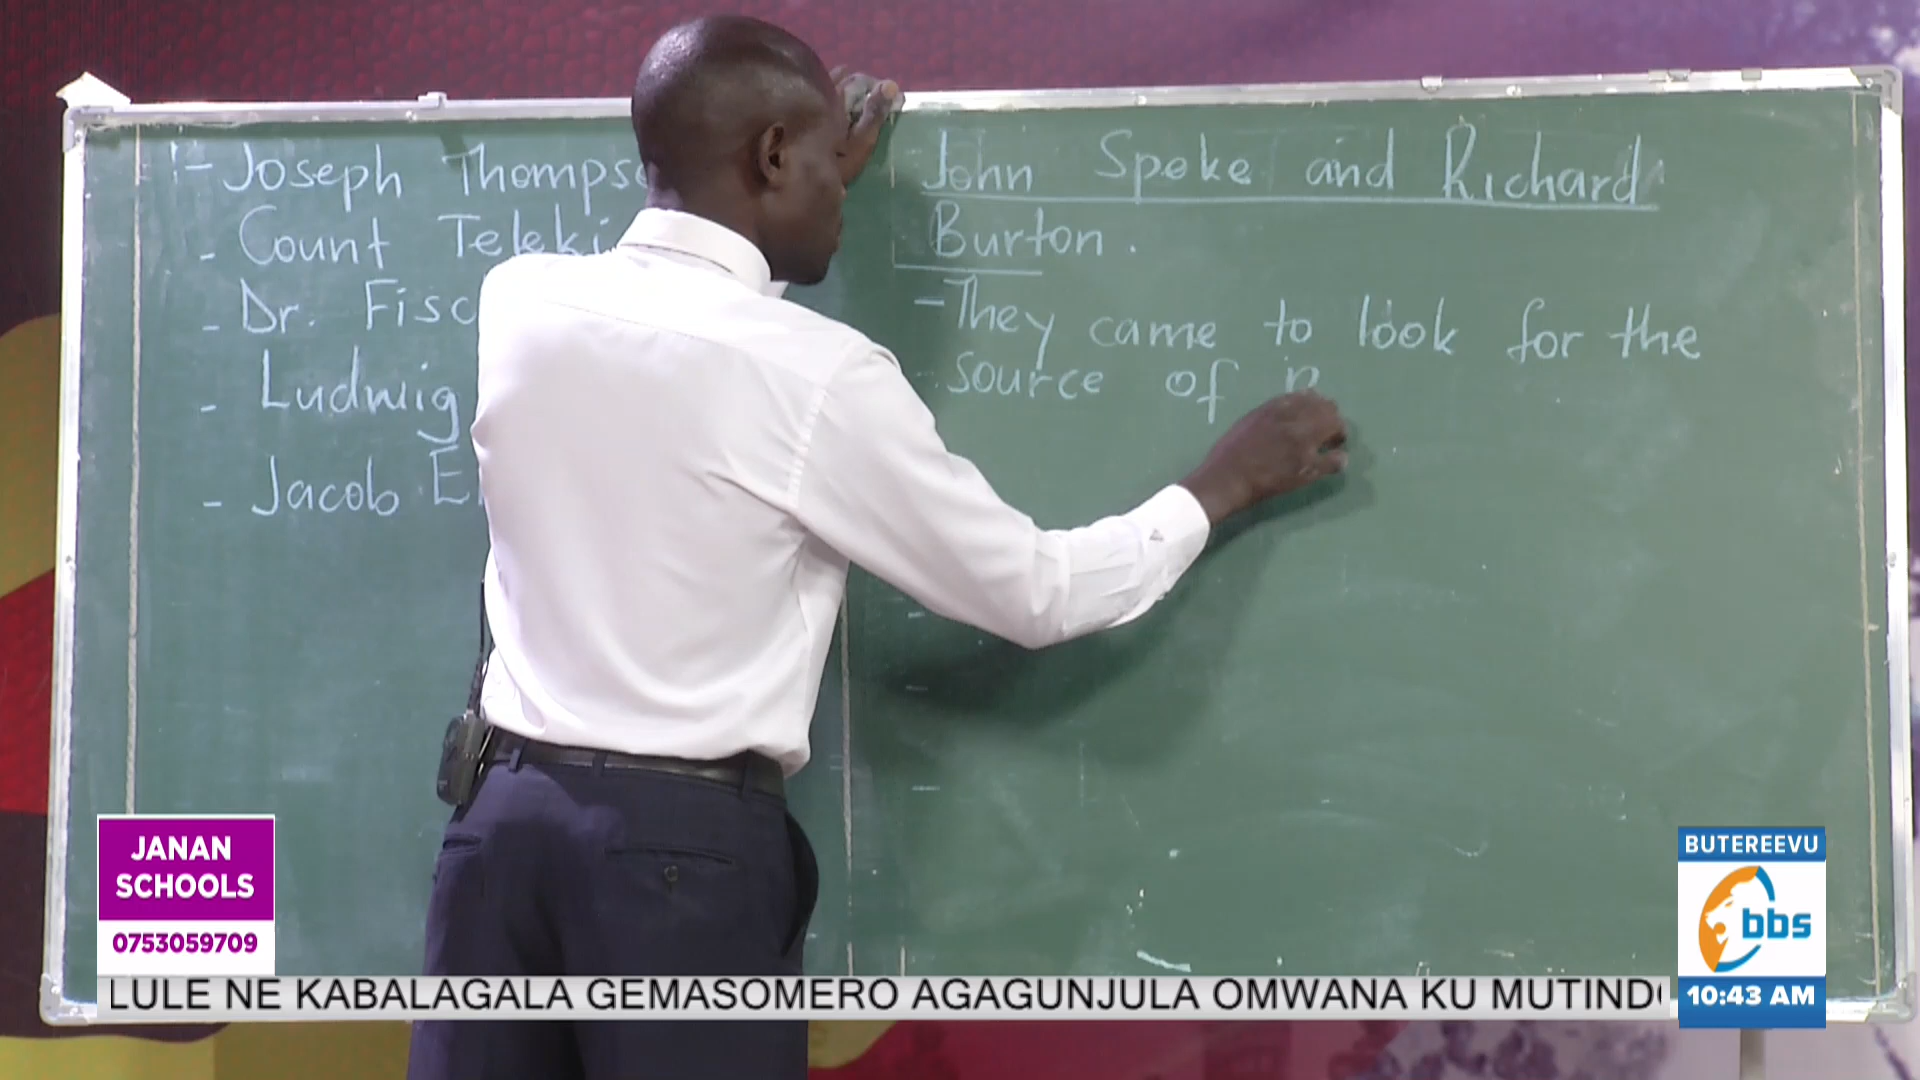 - Joseph Thomps
- Count Teleki
- Dr. Fisc
- Ludwig
- Jacob E
John Speke and Richard
Burton.
- They came to look for the
source of
JANAN
SCHOOLS
0753059709
BUTEREEVU
bbs
10:43 AM
LULE NE KABALAGALA GEMASOMERO AGAGUNJULA OMWANA KU MUTIND